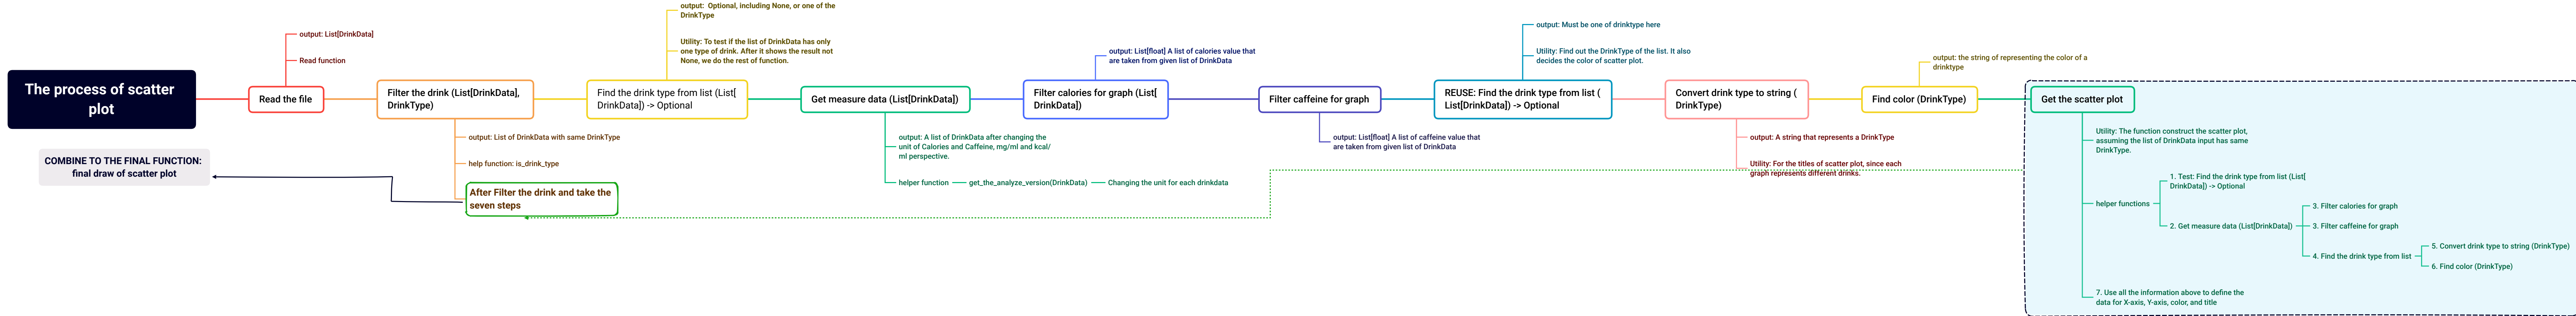 The process of scatter
plot
COMBINE TO THE FINAL FUNCTION:
final draw of scatter plot
output: List[DrinkData]
Read function
Read the file
Filter the drink (List[DrinkData],
DrinkType)
output: List of DrinkData with same DrinkType
help function: is_drink_type
After Filter the drink and take the
seven steps
output:  Optional, including None, or one of the
DrinkType
Utility: To test if the list of DrinkData has only
one type of drink. After it shows the result not
None, we do the rest of function.
Find the drink type from list (List[
DrinkData]) -> Optional
Get measure data (List[DrinkData])
output: A list of DrinkData after changing the
unit of Calories and Caffeine, mg/ml and kcal/
ml perspective.
helper function
get_the_analyze_version(DrinkData)
Changing the unit for each drinkdata
output: List[float] A list of calories value that
are taken from given list of DrinkData
Filter calories for graph (List[
DrinkData])
Filter caffeine for graph
output: List[float] A list of caffeine value that
are taken from given list of DrinkData
output: Must be one of drinktype here
Utility: Find out the DrinkType of the list. It also
decides the color of scatter plot.
REUSE: Find the drink type from list (
List[DrinkData]) -> Optional
Convert drink type to string (
DrinkType)
output: A string that represents a DrinkType
Utility: For the titles of scatter plot, since each
graph represents different drinks.
output: the string of representing the color of a
drinktype
Find color (DrinkType)
Get the scatter plot
Utility: The function construct the scatter plot,
assuming the list of DrinkData input has same
DrinkType.
helper functions
1. Test: Find the drink type from list (List[
DrinkData]) -> Optional
2. Get measure data (List[DrinkData])
3. Filter calories for graph
3. Filter caffeine for graph
4. Find the drink type from list
5. Convert drink type to string (DrinkType)
6. Find color (DrinkType)
7. Use all the information above to define the
data for X-axis, Y-axis, color, and title